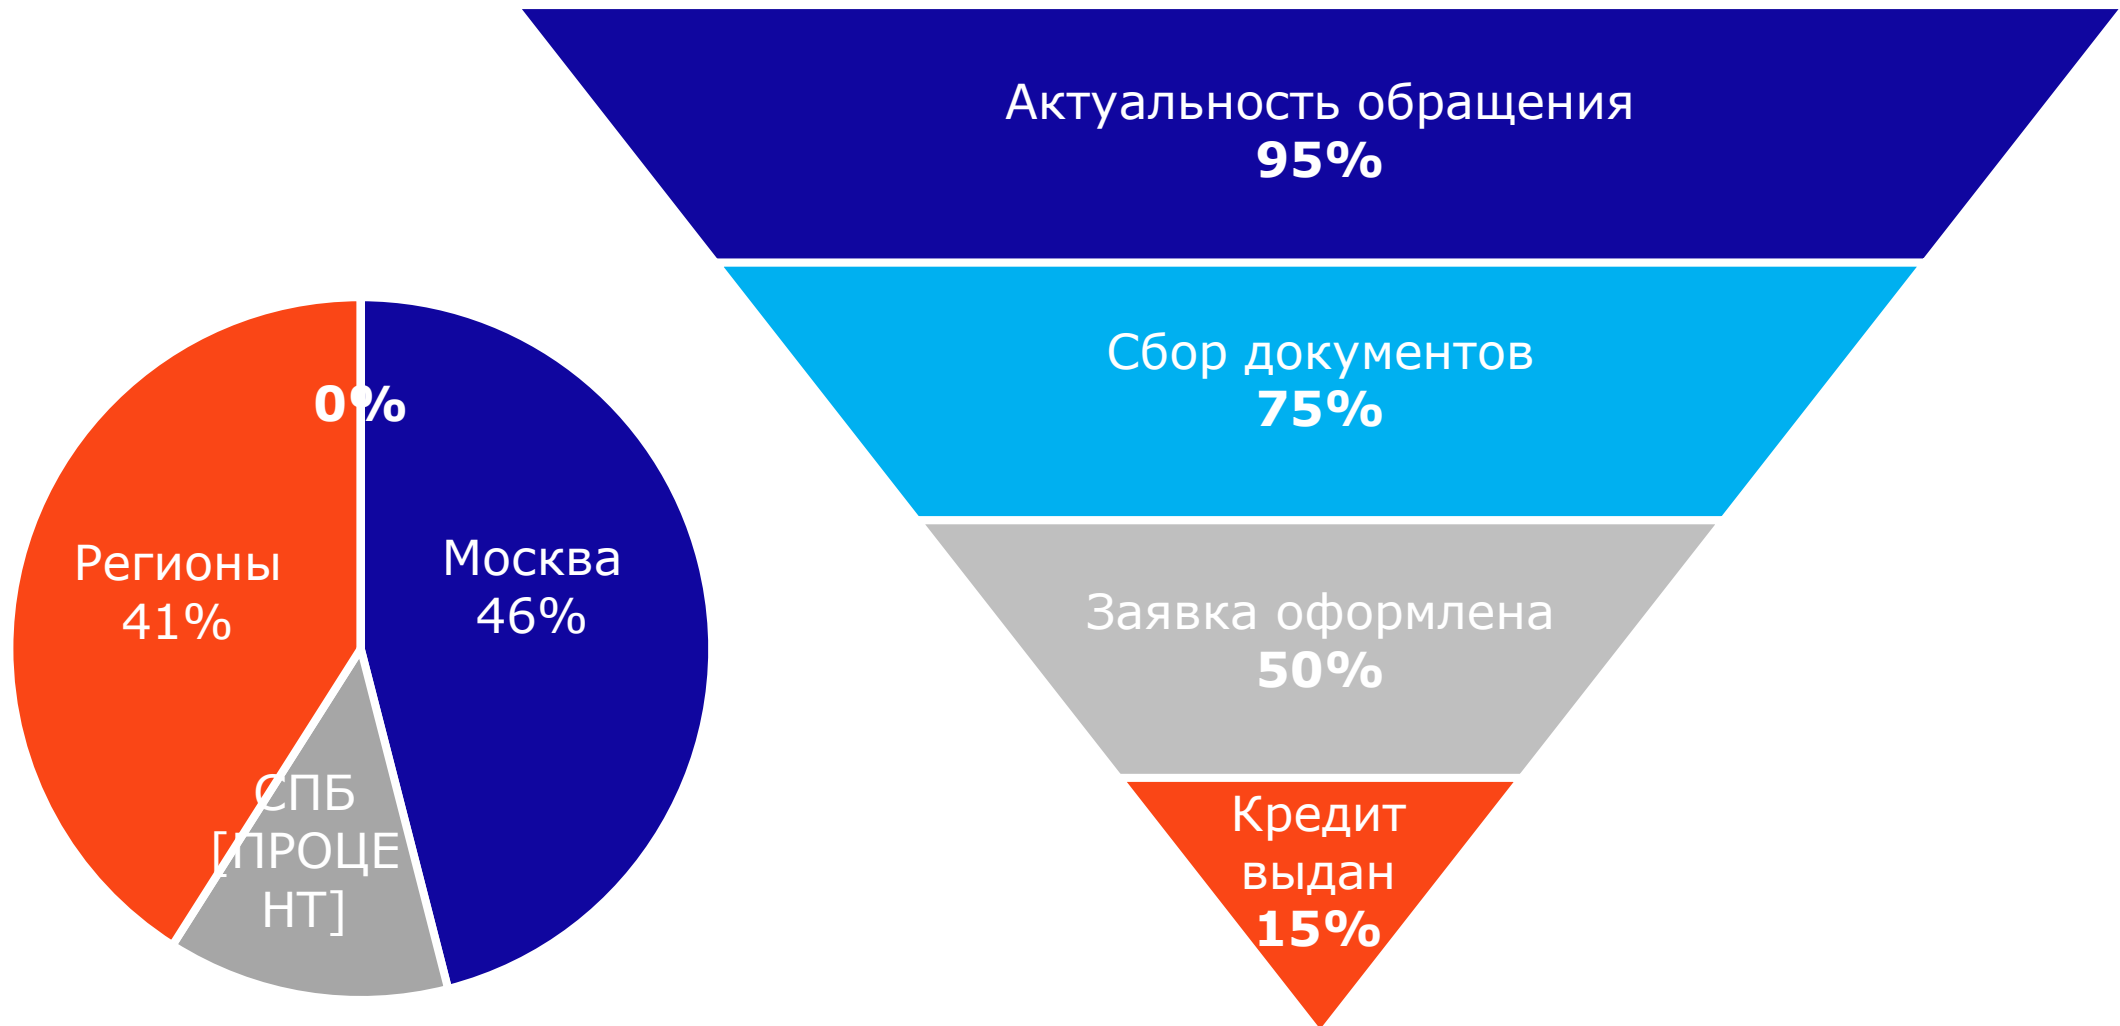 Актуальность обращения
95%
Сбор документов
75%
Заявка оформлена
50%
Кредит
выдан
15%
0%
Регионы
41%
Москва
46%
СПБ
[ПРОЦЕ
НТ]